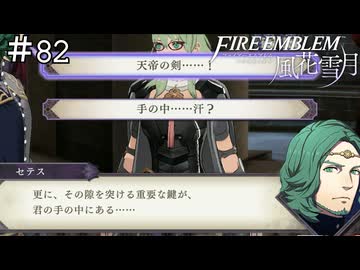 #82
FIRE EMBLEM
風花雪月
天帝の剣……!
手の中……汗?
セテス
更に、その隙を突ける重要な鍵が、
君の手の中にある……